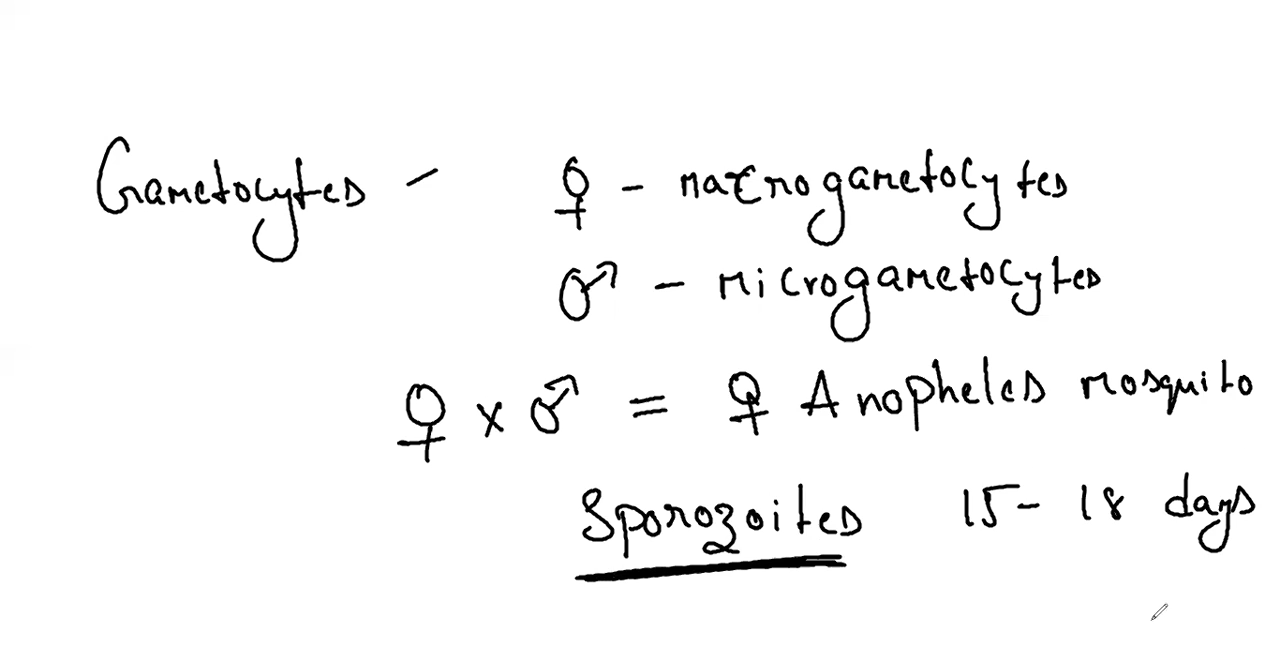 Gametocytes - ♀ - macrogametocytes
♂ - microgametocytes
♀ x ♂ = ♀ Anopheles mosquito
Sporozoites 15-18 days